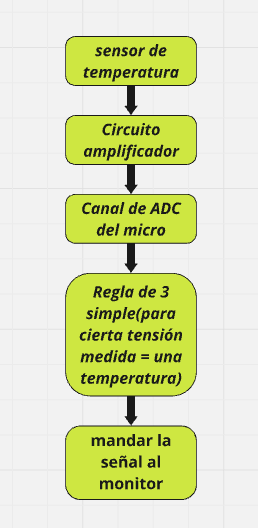 sensor de
temperatura
Circuito
amplificador
Canal de ADC
del micro
Regla de 3
simple(para
cierta tensión
medida = una
temperatura)
mandar la
señal al
monitor